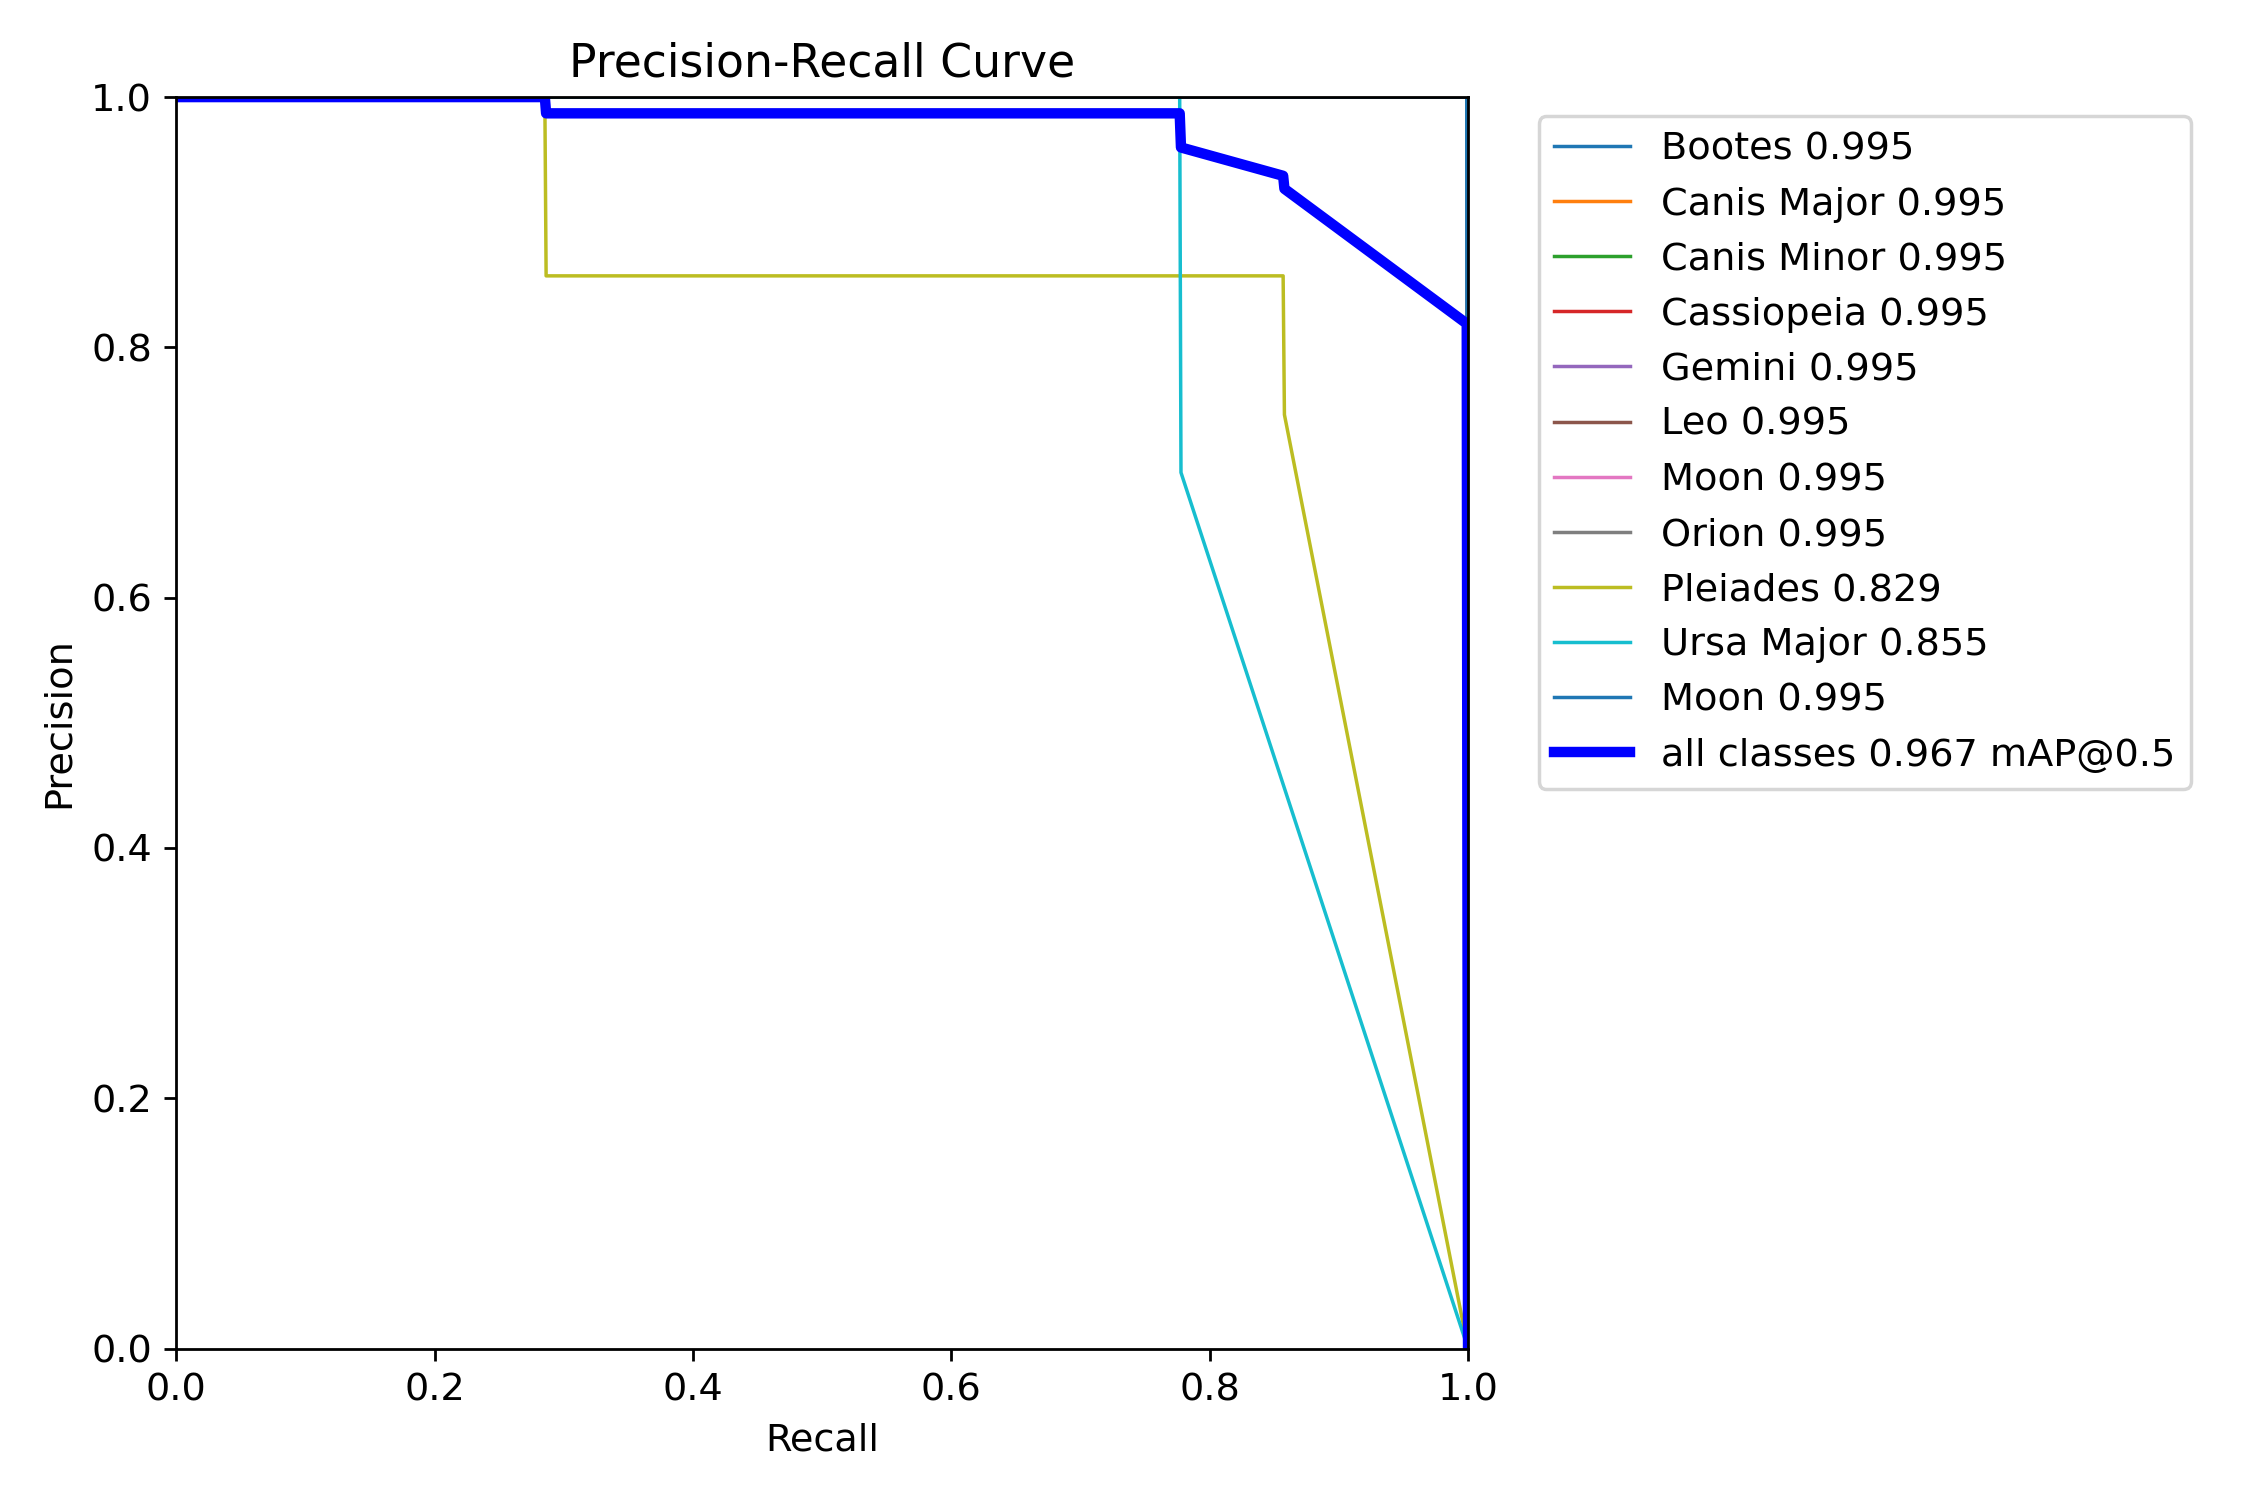 Precision-Recall Curve
1.0
0.8
0.6
0.4
0.2
0.0
Precision
0.0 0.2 0.4 0.6 0.8 1.0
Recall
Bootes 0.995
Canis Major 0.995
Canis Minor 0.995
Cassiopeia 0.995
Gemini 0.995
Leo 0.995
Moon 0.995
Orion 0.995
Pleiades 0.829
Ursa Major 0.855
Moon 0.995
all classes 0.967 mAP@0.5